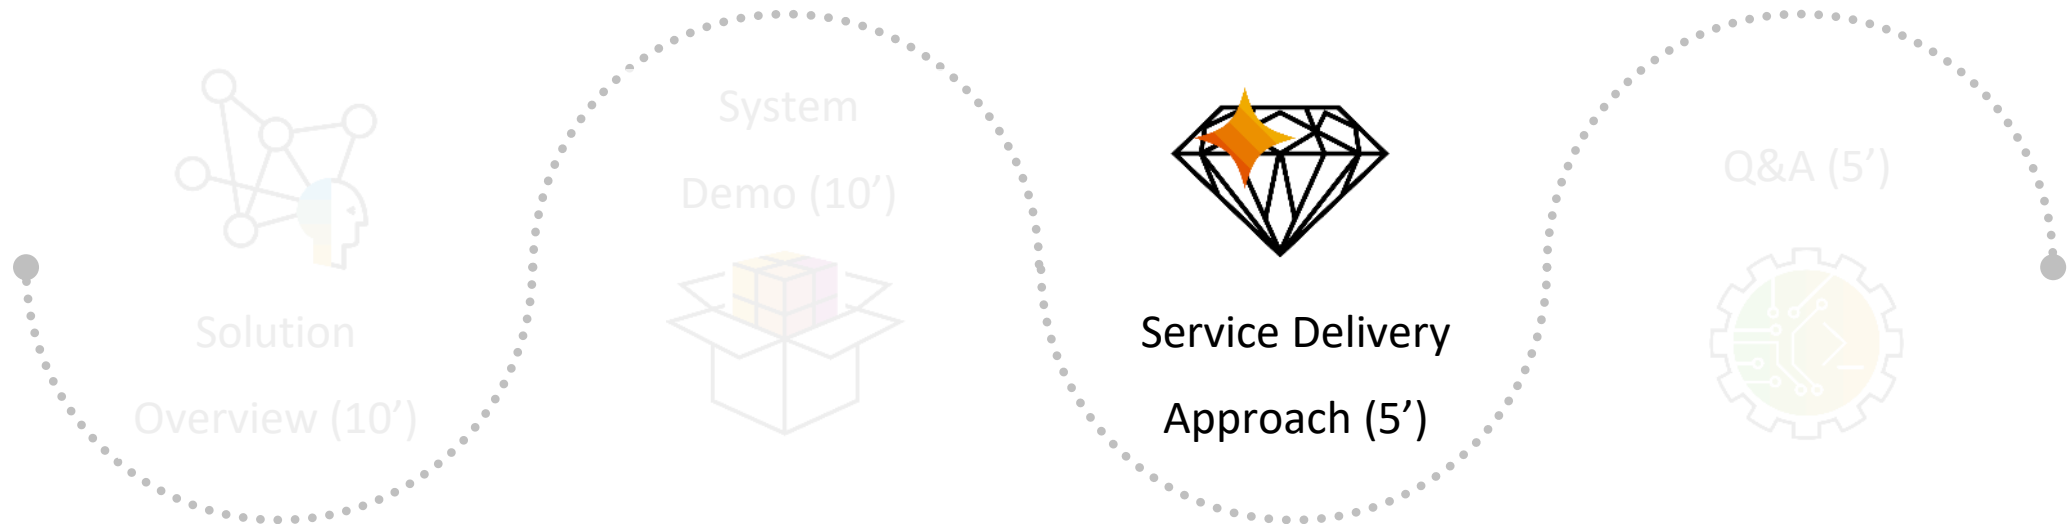 Solution
Overview (10’)
System
Demo (10’)
Service Delivery
Approach (5’)
Q&A (5’)